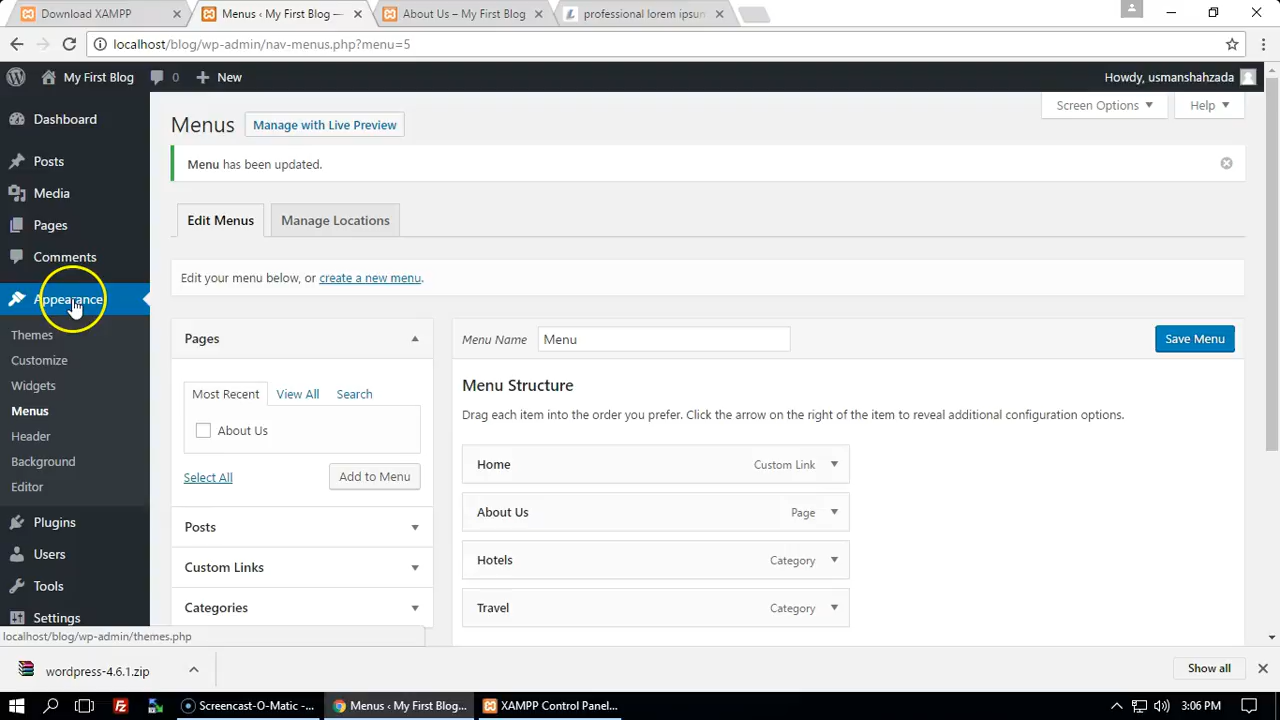 Download XAMPP
Menus ‹ My First Blog —
About Us – My First Blog
professional lorem ipsum
localhost/blog/wp-admin/nav-menus.php?menu=5
My First Blog
0
New
Howdy, usmanshahzada
Dashboard
Posts
Media
Pages
Comments
Appearance
Themes
Customize
Widgets
Menus
Header
Background
Editor
Plugins
Users
Tools
Settings
Screen Options
Help
Menus
Manage with Live Preview
Menu has been updated.
Edit Menus
Manage Locations
Edit your menu below, or create a new menu.
Pages
Most Recent
View All
Search
About Us
Select All
Add to Menu
Posts
Custom Links
Categories
Menu Name
Menu
Save Menu
Menu Structure
Drag each item into the order you prefer. Click the arrow on the right of the item to reveal additional configuration options.
Home Custom Link
About Us Page
Hotels Category
Travel Category
localhost/blog/wp-admin/themes.php
wordpress-4.6.1.zip
Show all
Screencast-O-Matic -...
Menus ‹ My First Blog...
XAMPP Control Panel...
3:06 PM